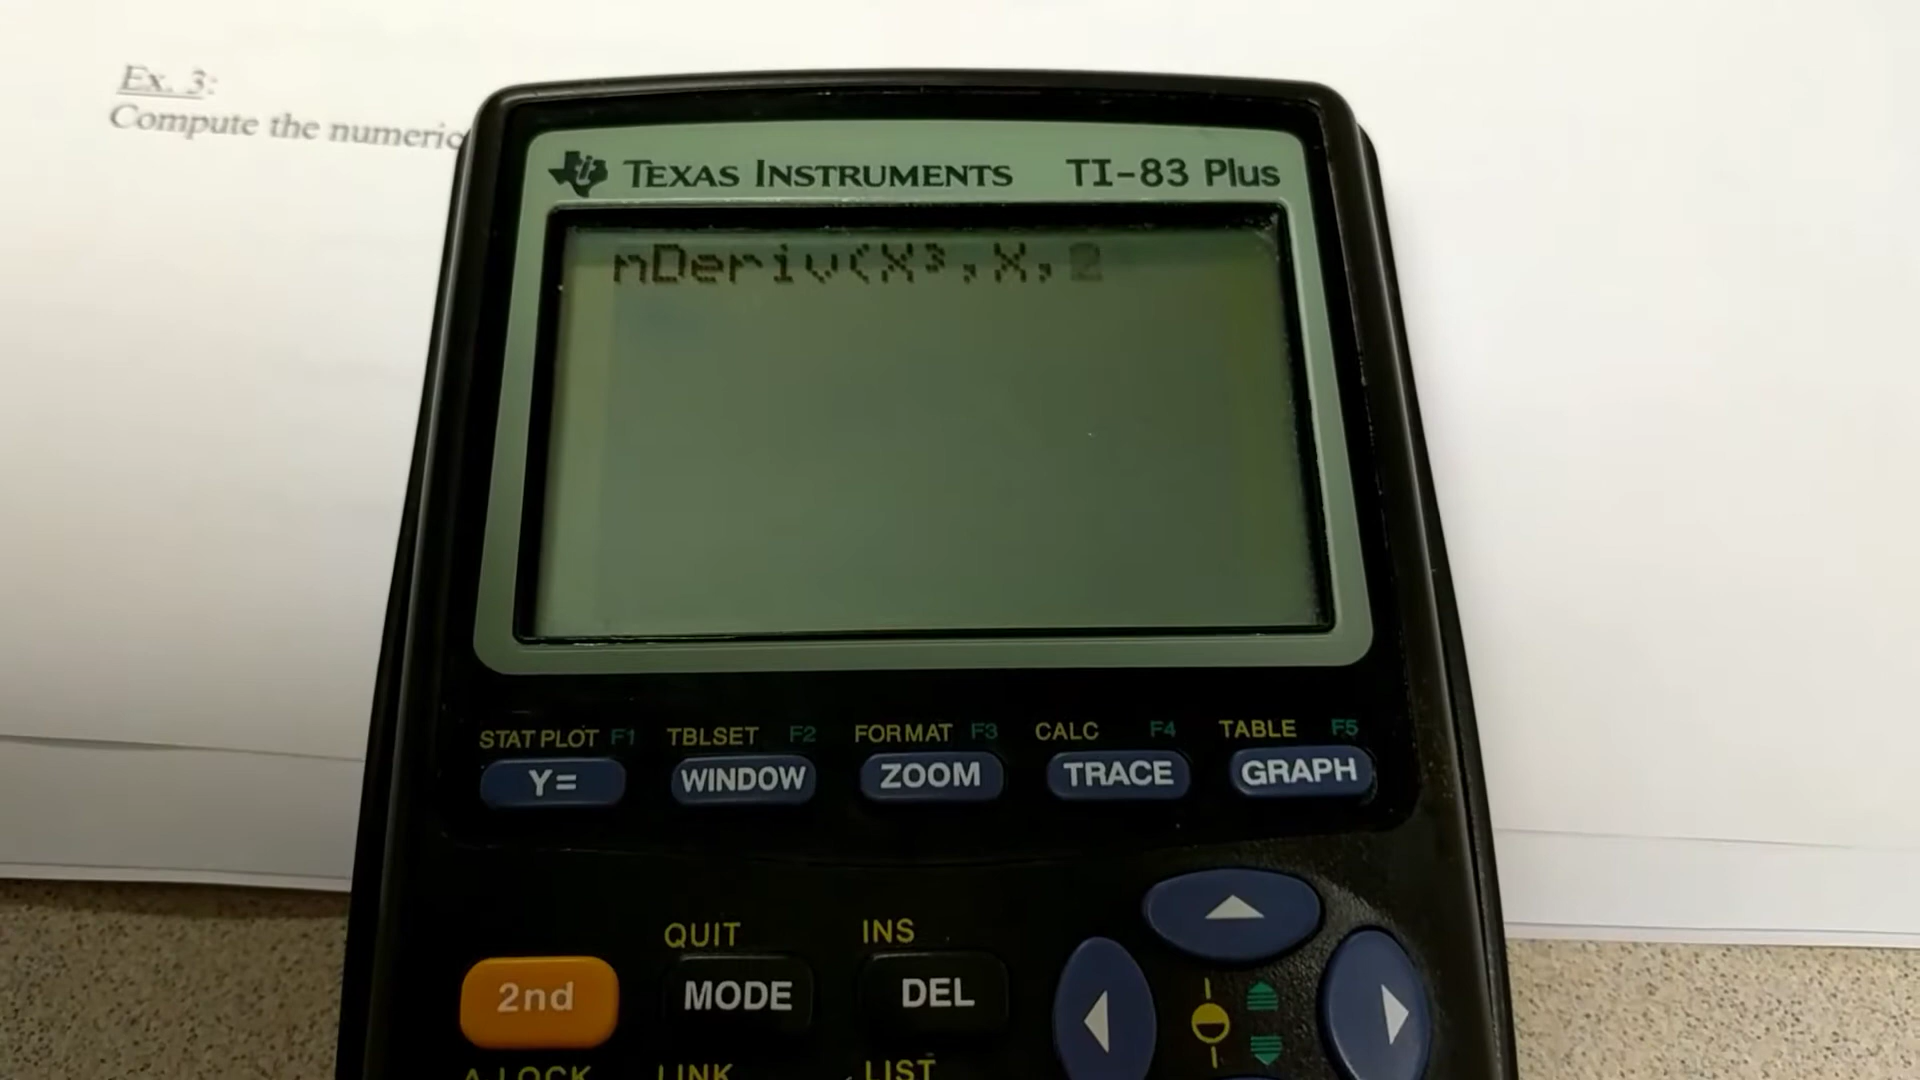 Ex. 3:
Compute the numeric
TEXAS INSTRUMENTS TI-83 Plus
nDeriv(X³,X,2
STAT PLOT F1 TBLSET F2 FORMAT F3 CALC F4 TABLE F5
Y= WINDOW ZOOM TRACE GRAPH
QUIT INS
2nd MODE DEL
A-LOCK LINK LIST